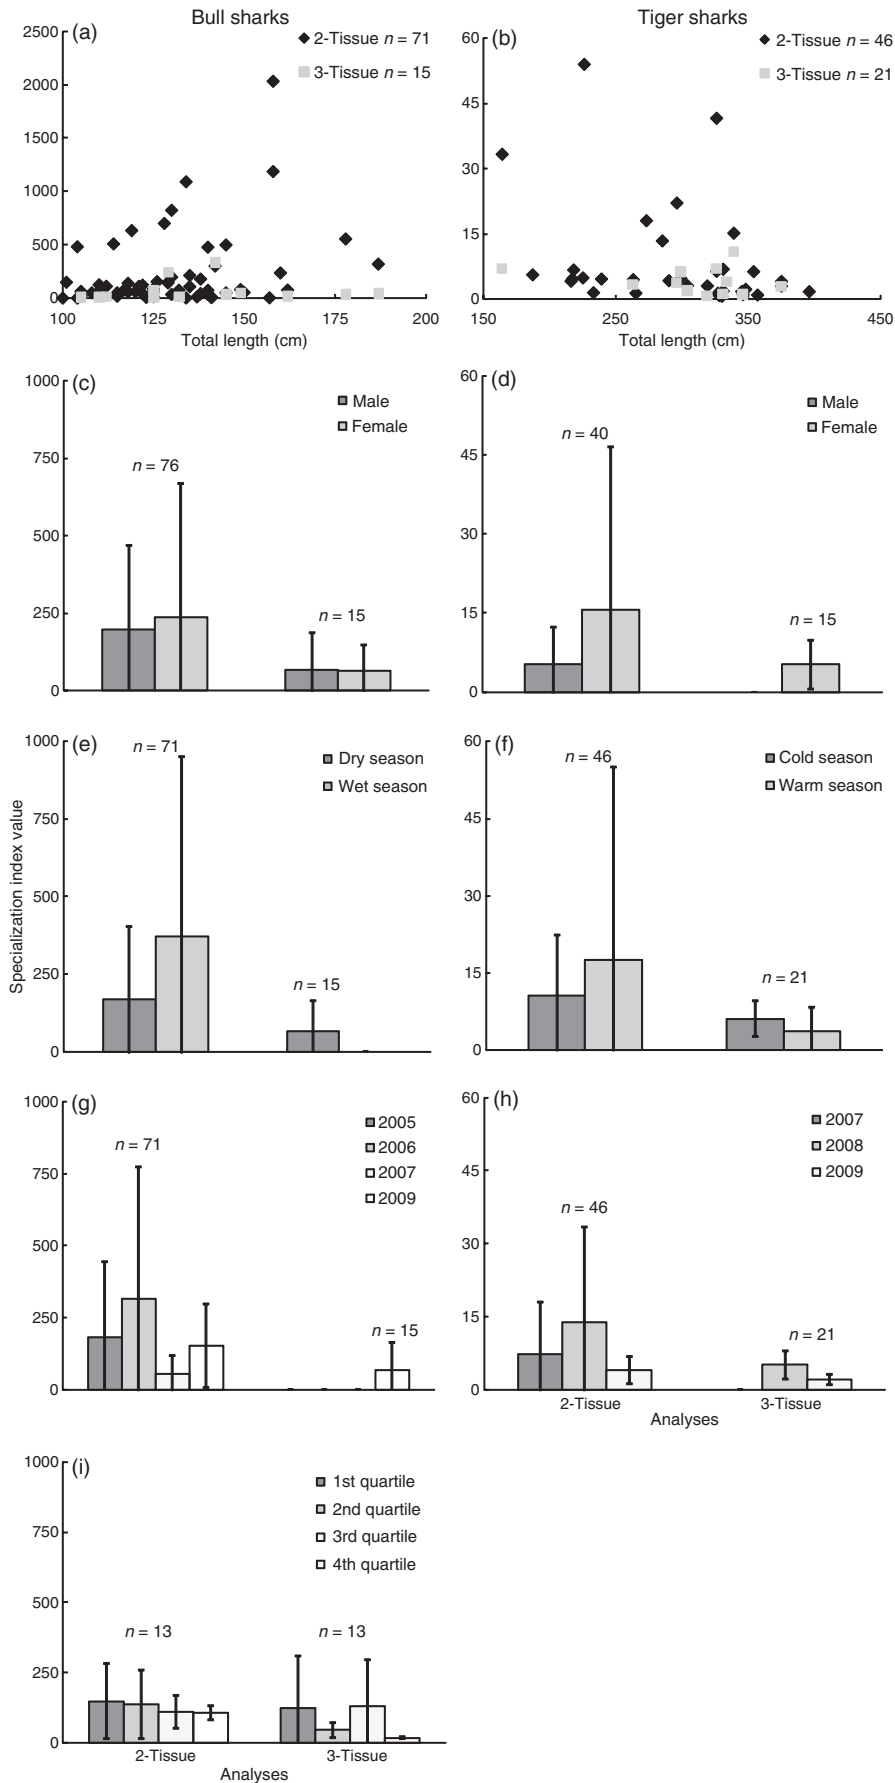 Bull sharks
Tiger sharks
(a)
2-Tissue n = 71
3-Tissue n = 15
2500
2000
1500
1000
500
0
100 125 150 175 200
Total length (cm)
(b)
2-Tissue n = 46
3-Tissue n = 21
60
45
30
15
0
150 250 350 450
Total length (cm)
(c)
Male
Female
1000
750
500
250
0
n = 76
n = 15
(d)
Male
Female
60
45
30
15
0
n = 40
n = 15
Specialization index value
(e)
Dry season
Wet season
1000
750
500
250
0
n = 71
n = 15
(f)
Cold season
Warm season
60
45
30
15
0
n = 46
n = 21
(g)
2005
2006
2007
2009
1000
750
500
250
0
n = 71
n = 15
(h)
2007
2008
2009
60
45
30
15
0
n = 46
n = 21
2-Tissue 3-Tissue
Analyses
(i)
1st quartile
2nd quartile
3rd quartile
4th quartile
1000
750
500
250
0
n = 13
n = 13
2-Tissue 3-Tissue
Analyses